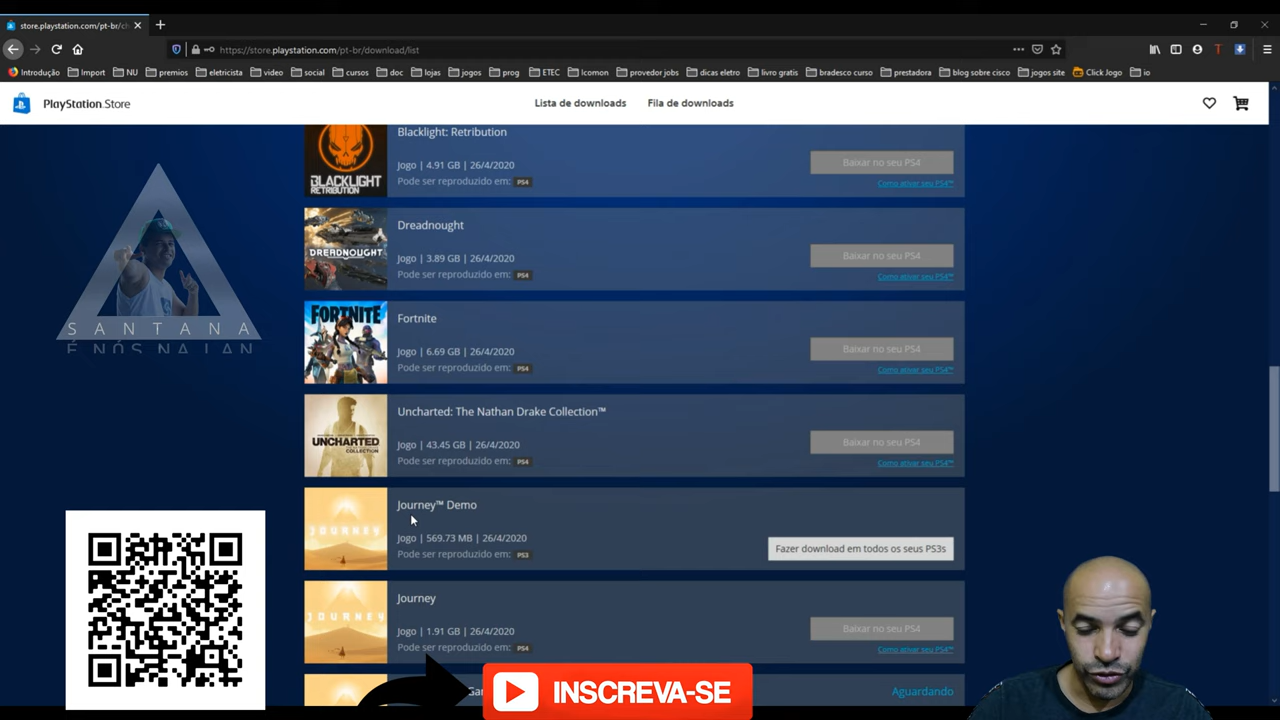 store.playstation.com/pt-br/ch
https://store.playstation.com/pt-br/download/list
Introdução Import NU premios eletricista video social cursos doc lojas jogos prog ETEC Icomon provedor jobs dicas eletro livro gratis bradesco curso prestadora blog sobre cisco jogos site Click Jogo io
PlayStation.Store Lista de downloads Fila de downloads
Blacklight: Retribution
Jogo | 4.91 GB | 26/4/2020
Pode ser reproduzido em: PS4
Baixar no seu PS4
Como ativar seu PS4™
BLACKLIGHT
RETRIBUTION
Dreadnought
Jogo | 3.89 GB | 26/4/2020
Pode ser reproduzido em: PS4
Baixar no seu PS4
Como ativar seu PS4™
DREADNOUGHT
Fortnite
Jogo | 6.69 GB | 26/4/2020
Pode ser reproduzido em: PS4
Baixar no seu PS4
Como ativar seu PS4™
FORTNITE
SANTANA
É NÓS NA LAN
Uncharted: The Nathan Drake Collection™
Jogo | 43.45 GB | 26/4/2020
Pode ser reproduzido em: PS4
Baixar no seu PS4
Como ativar seu PS4™
UNCHARTED
Journey™ Demo
Jogo | 569.73 MB | 26/4/2020
Pode ser reproduzido em: PS3
Fazer download em todos os seus PS3s
JOURNEY
Journey
Jogo | 1.91 GB | 26/4/2020
Pode ser reproduzido em: PS4
Baixar no seu PS4
Como ativar seu PS4™
JOURNEY
Aguardando
INSCREVA-SE